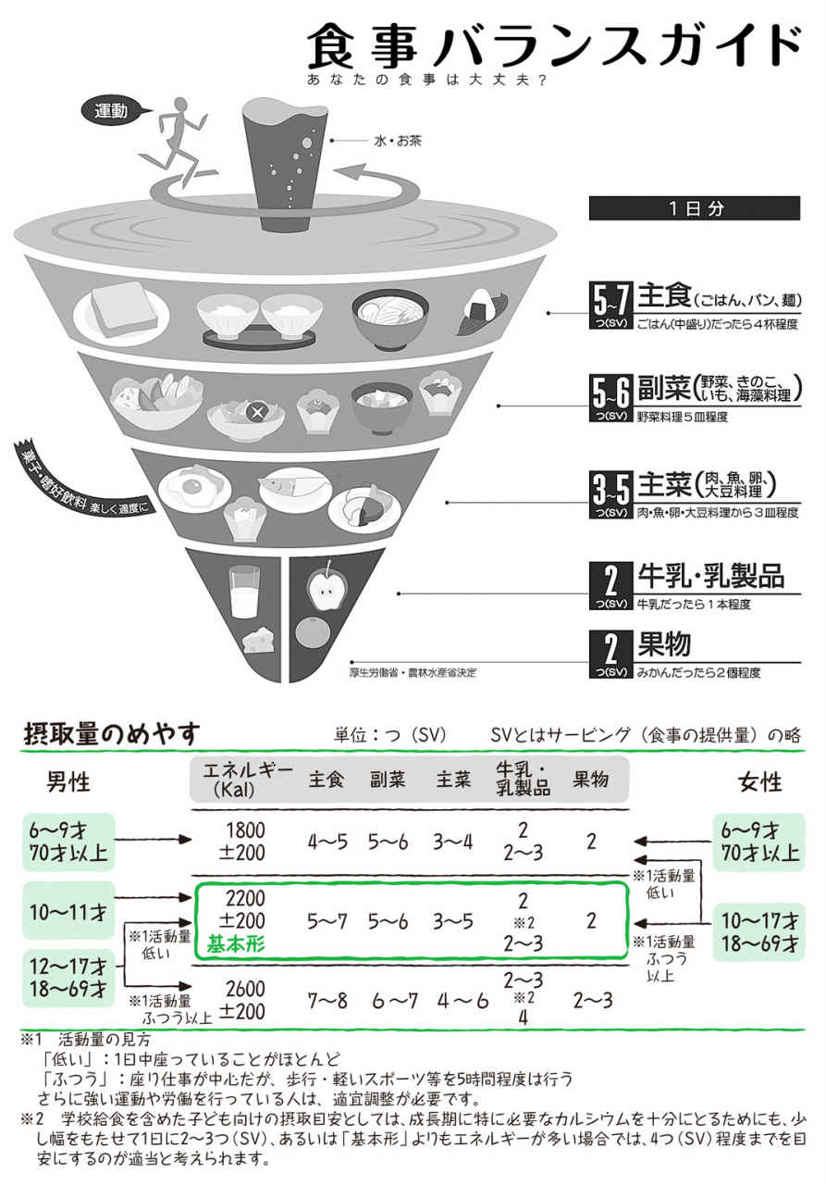 食事バランスガイド
あなたの食事は大丈夫?
運動
水・お茶
1日分
5~7 つ(SV) 主食(ごはん、パン、麺)
ごはん(中盛り)だったら4杯程度
5~6 つ(SV) 副菜(野菜、きのこ、いも、海藻料理)
野菜料理5皿程度
菓子・嗜好飲料 楽しく適度に
3~5 つ(SV) 主菜(肉、魚、卵、大豆料理)
肉・魚・卵・大豆料理から3皿程度
2 つ(SV) 牛乳・乳製品
牛乳だったら1本程度
2 つ(SV) 果物
みかんだったら2個程度
厚生労働省・農林水産省決定
摂取量のめやす 単位:つ(SV) SVとはサービング(食事の提供量)の略
男性 エネルギー(Kal) 主食 副菜 主菜 牛乳・乳製品 果物 女性
6〜9才
70才以上
1800
±200
4〜5 5〜6 3〜4
2
2〜3
2
6〜9才
70才以上
※1活動量
低い
10〜11才
2200
±200
基本形
5〜7 5〜6 3〜5
2
※2
2〜3
2
10〜17才
18〜69才
※1活動量
低い
※1活動量
ふつう
以上
12〜17才
18〜69才
※1活動量
ふつう以上
2600
±200
7〜8 6〜7 4〜6
2〜3
※2
4
2〜3
※1 活動量の見方
「低い」:1日中座っていることがほとんど
「ふつう」:座り仕事が中心だが、歩行・軽いスポーツ等を5時間程度は行う
さらに強い運動や労働を行っている人は、適宜調整が必要です。
※2 学校給食を含めた子ども向けの摂取目安としては、成長期に特に必要なカルシウムを十分にとるためにも、少
し幅をもたせて1日に2〜3つ(SV)、あるいは「基本形」よりもエネルギーが多い場合では、4つ(SV)程度までを目
安にするのが適当と考えられます。